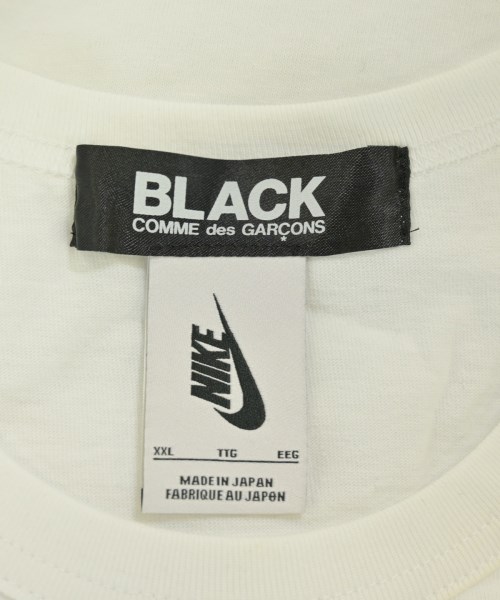 BLACK
COMME des GARÇONS
NIKE
XXL TTG EEG
MADE IN JAPAN
FABRIQUE AU JAPON